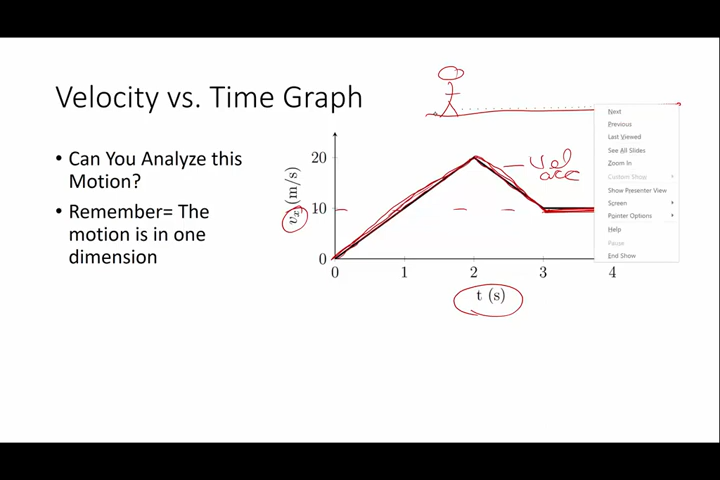 Velocity vs. Time Graph
• Can You Analyze this
Motion?
• Remember= The
motion is in one
dimension
vₓ (m/s)
20
10
0
0 1 2 3 4
t (s)
vel
acc
Next
Previous
Last Viewed
See All Slides
Zoom In
Custom Show
Show Presenter View
Screen
Pointer Options
Help
Pause
End Show